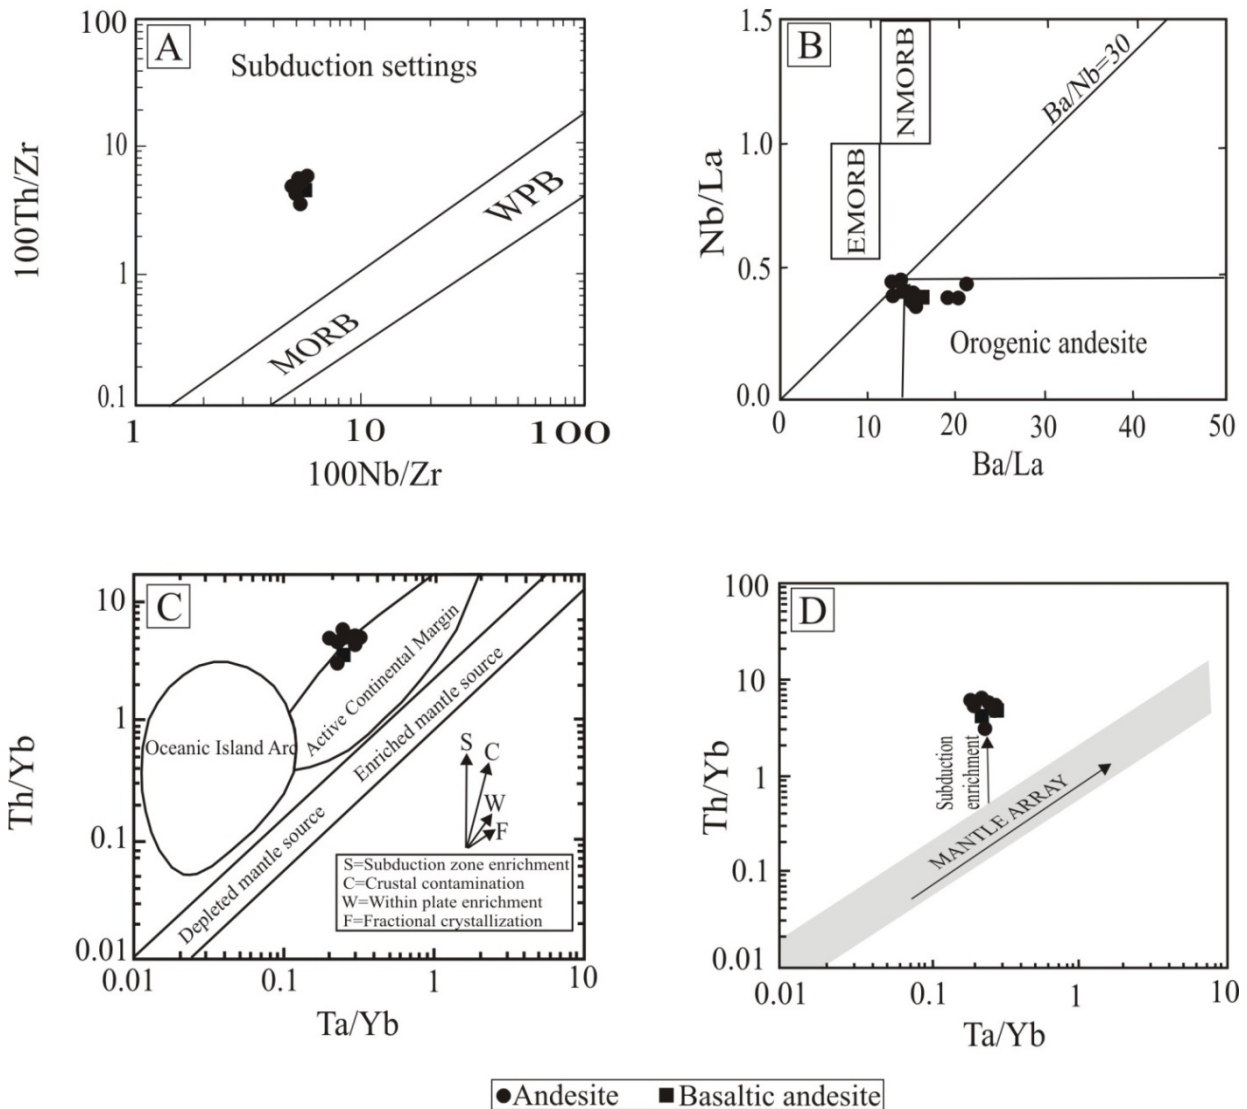 A
Subduction settings
100
10
1
0.1
100Th/Zr
MORB
WPB
1
10
100
100Nb/Zr
B
NMORB
EMORB
Ba/Nb=30
1.5
1.0
0.5
0.0
Nb/La
Orogenic andesite
0
10
20
30
40
50
Ba/La
C
10
1
0.1
0.01
Th/Yb
Oceanic Island Arc
Active Continental Margin
Enriched mantle source
Depleted mantle source
S
C
W
F
S=Subduction zone enrichment
C=Crustal contamination
W=Within plate enrichment
F=Fractional crystallization
0.01
0.1
1
10
Ta/Yb
D
100
10
1
0.1
0.01
Th/Yb
Subduction
enrichment
MANTLE ARRAY
0.01
0.1
1
10
Ta/Yb
Andesite
Basaltic andesite